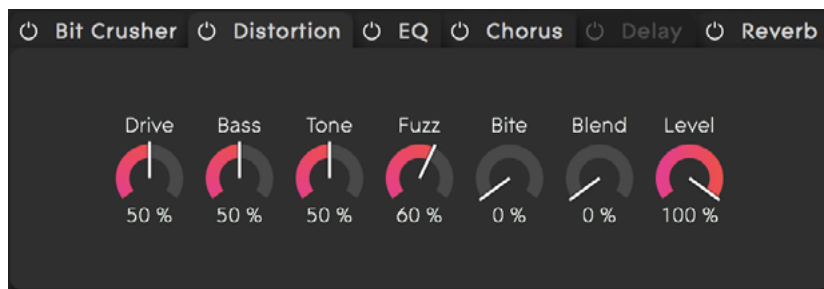 Bit Crusher Distortion EQ Chorus Delay Reverb
Drive Bass Tone Fuzz Bite Blend Level
50 % 50 % 50 % 60 % 0 % 0 % 100 %